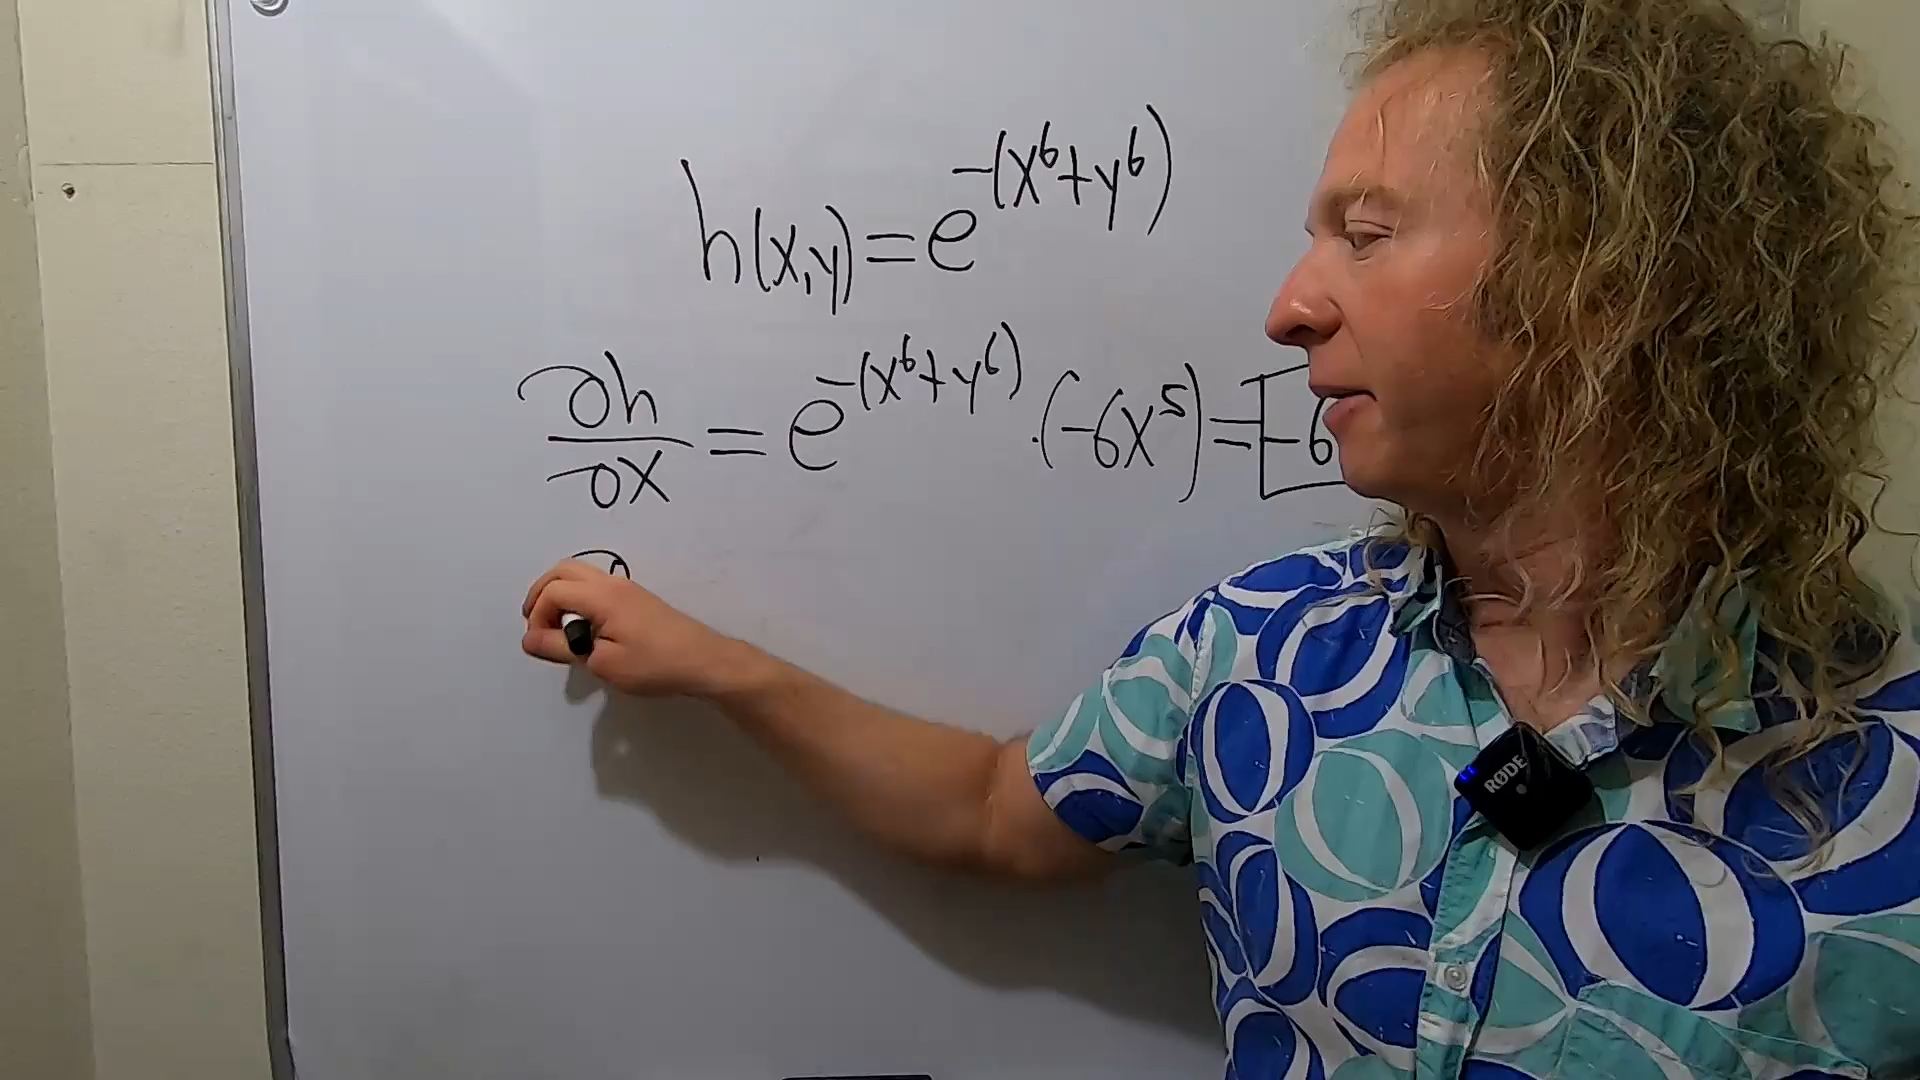 h(x,y) = e^{-(x^6+y^6)}
∂h/∂x = e^{-(x^6+y^6)} · (-6x^5) = -6
∂
RØDE